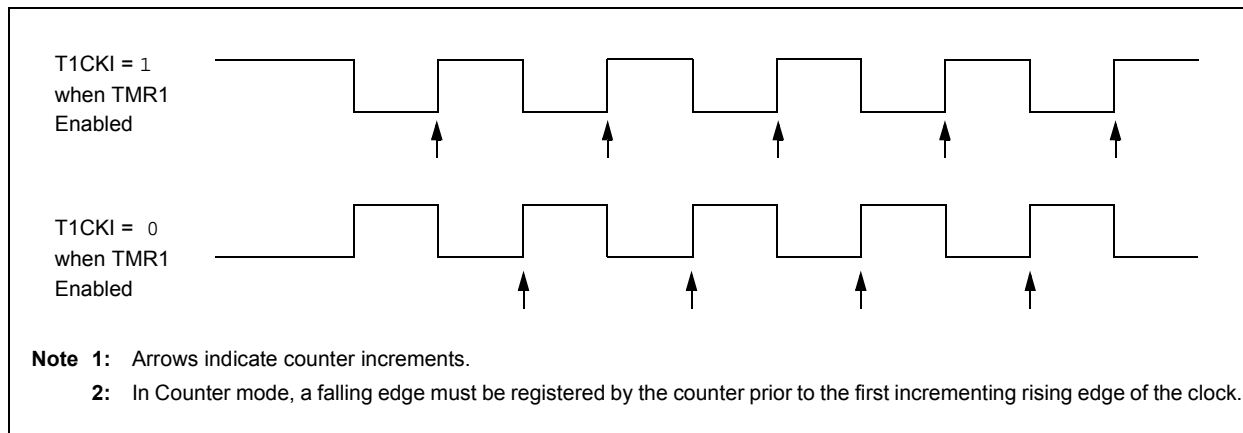 T1CKI = 1
when TMR1
Enabled
T1CKI = 0
when TMR1
Enabled
Note 1: Arrows indicate counter increments.
2: In Counter mode, a falling edge must be registered by the counter prior to the first incrementing rising edge of the clock.